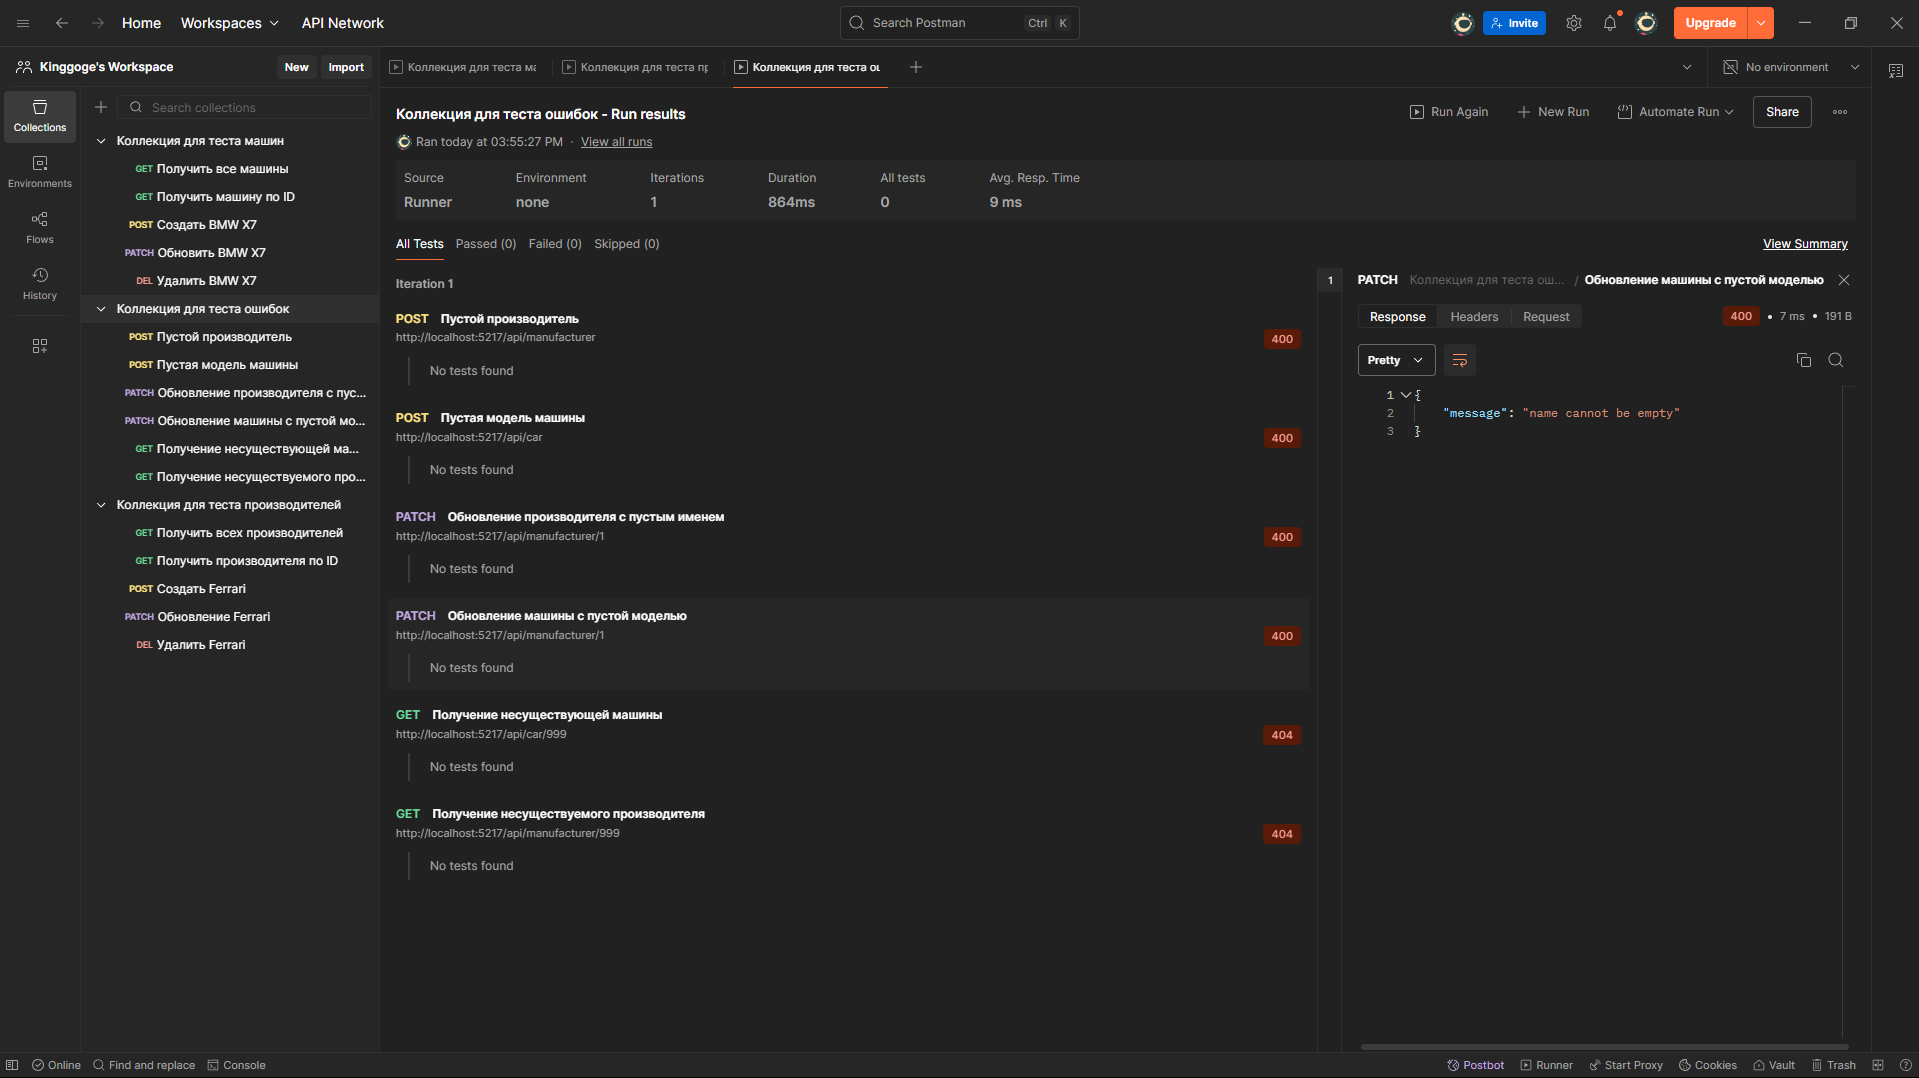 Home
Workspaces
API Network
Search Postman
Ctrl
K
Invite
Upgrade
Kinggoge's Workspace
New
Import
Коллекция для теста ма
Коллекция для теста пр
Коллекция для теста ош
No environment
Collections
Environments
Flows
History
Search collections
Коллекция для теста машин
GET Получить все машины
GET Получить машину по ID
POST Создать BMW X7
PATCH Обновить BMW X7
DEL Удалить BMW X7
Коллекция для теста ошибок
POST Пустой производитель
POST Пустая модель машины
PATCH Обновление производителя с пус...
PATCH Обновление машины с пустой мо...
GET Получение несуществующей ма...
GET Получение несуществуемого про...
Коллекция для теста производителей
GET Получить всех производителей
GET Получить производителя по ID
POST Создать Ferrari
PATCH Обновление Ferrari
DEL Удалить Ferrari
Коллекция для теста ошибок - Run results
Run Again
New Run
Automate Run
Share
Ran today at 03:55:27 PM · View all runs
Source
Environment
Iterations
Duration
All tests
Avg. Resp. Time
Runner
none
1
864ms
0
9 ms
All Tests
Passed (0)
Failed (0)
Skipped (0)
View Summary
Iteration 1
POST Пустой производитель
http://localhost:5217/api/manufacturer
400
No tests found
POST Пустая модель машины
http://localhost:5217/api/car
400
No tests found
PATCH Обновление производителя с пустым именем
http://localhost:5217/api/manufacturer/1
400
No tests found
PATCH Обновление машины с пустой моделью
http://localhost:5217/api/manufacturer/1
400
No tests found
GET Получение несуществующей машины
http://localhost:5217/api/car/999
404
No tests found
GET Получение несуществуемого производителя
http://localhost:5217/api/manufacturer/999
404
No tests found
1
PATCH Коллекция для теста ош... / Обновление машины с пустой моделью
Response
Headers
Request
400 • 7 ms • 191 B
Pretty
1 {
2 "message": "name cannot be empty"
3 }
Online
Find and replace
Console
Postbot
Runner
Start Proxy
Cookies
Vault
Trash